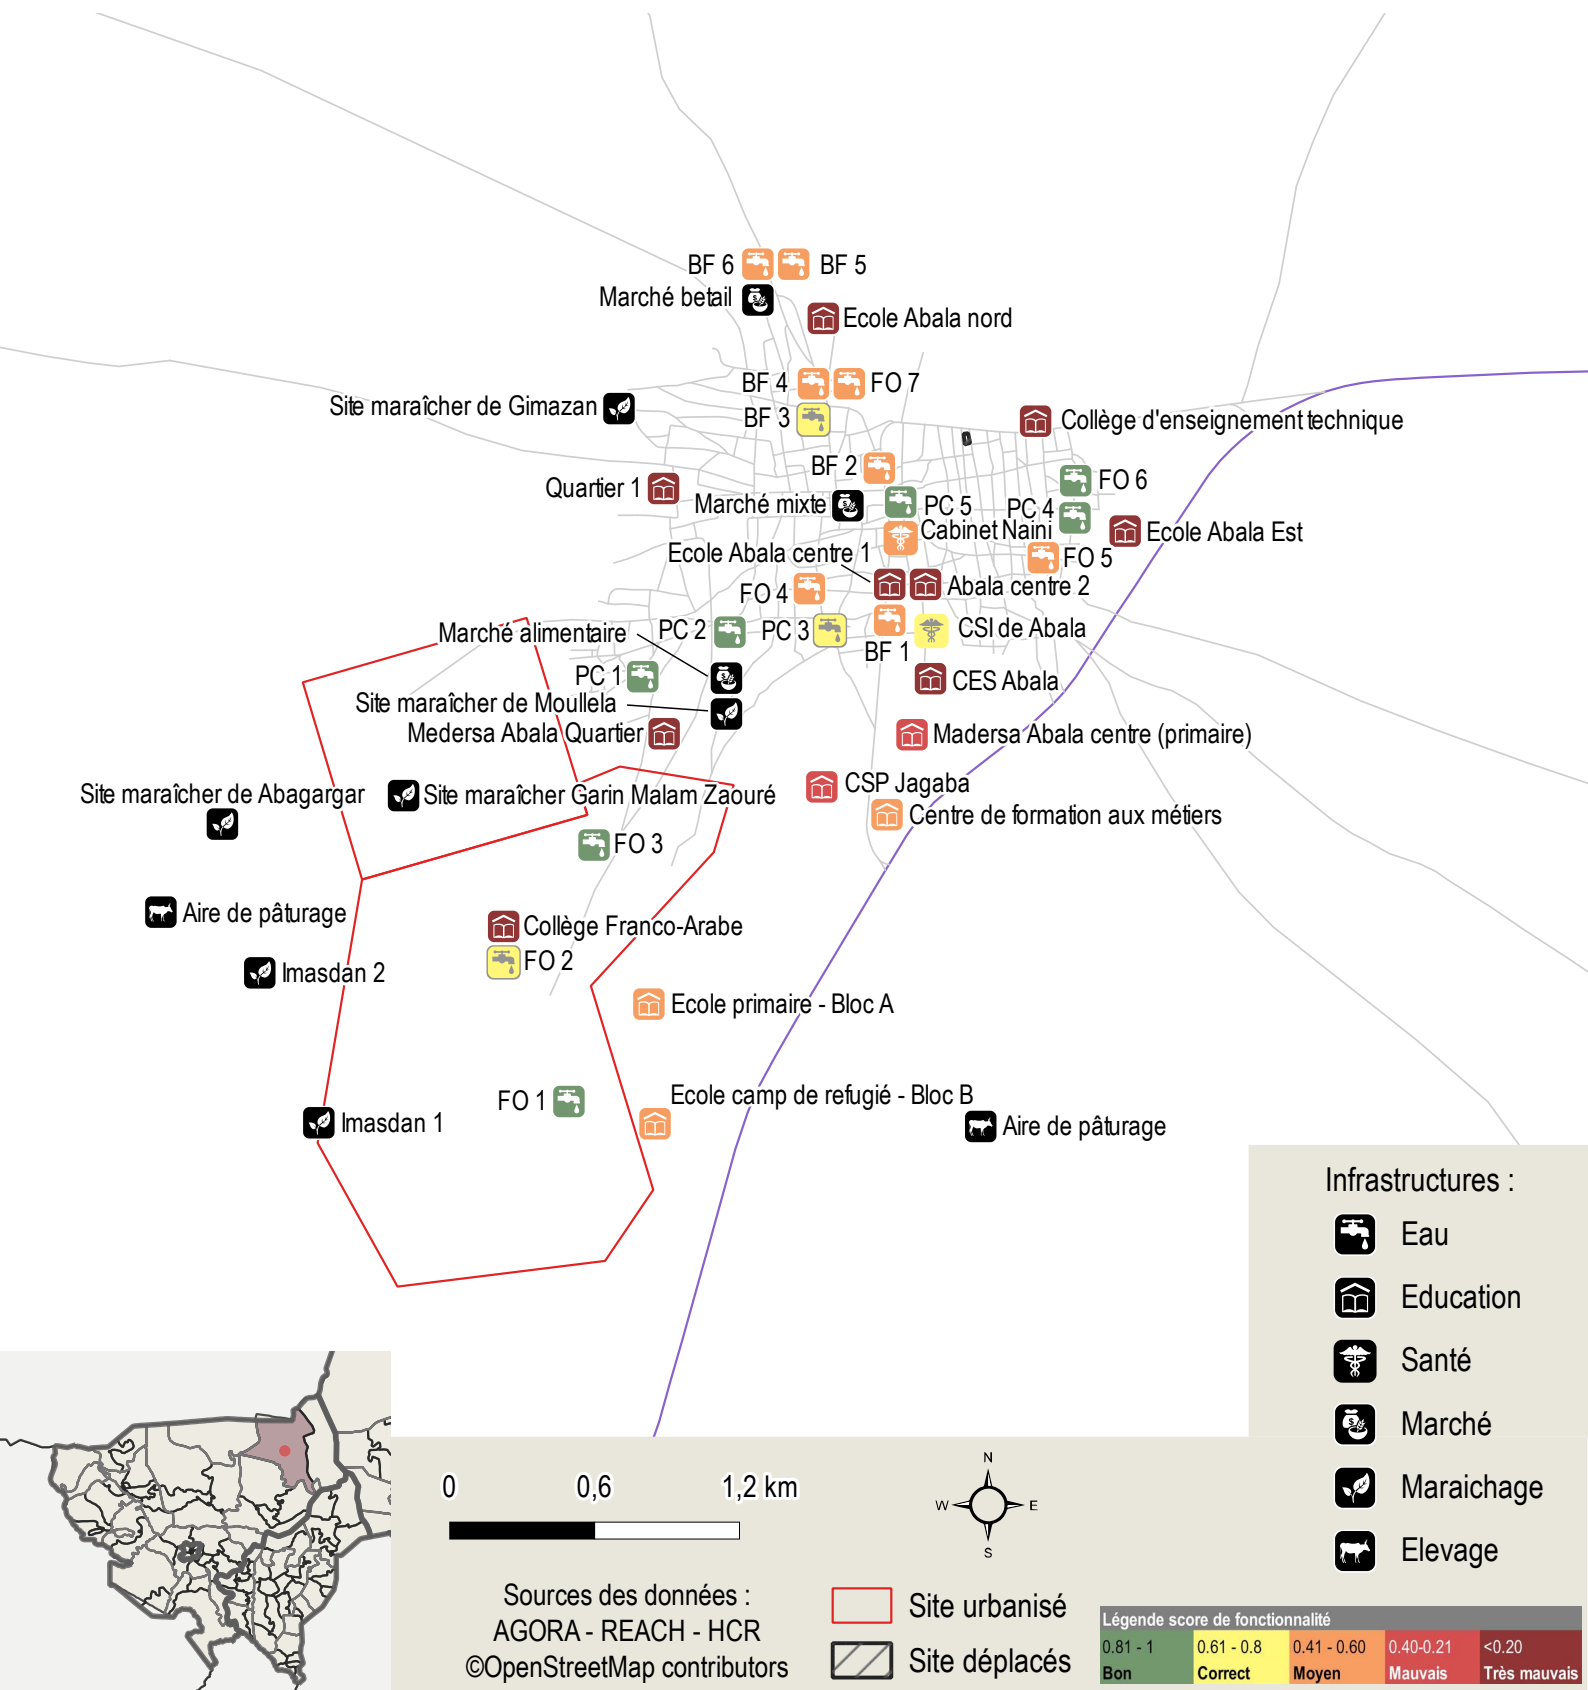 BF 6
BF 5
Marché betail
Ecole Abala nord
BF 4
FO 7
Site maraîcher de Gimazan
BF 3
Collège d'enseignement technique
BF 2
Quartier 1
FO 6
Marché mixte
PC 5
PC 4
Cabinet Naini
Ecole Abala Est
Ecole Abala centre 1
FO 5
FO 4
Abala centre 2
Marché alimentaire
PC 2
PC 3
CSI de Abala
BF 1
PC 1
CES Abala
Site maraîcher de Moullela
Medersa Abala Quartier
Madersa Abala centre (primaire)
CSP Jagaba
Site maraîcher de Abagargar
Site maraîcher Garin Malam Zaouré
Centre de formation aux métiers
FO 3
Aire de pâturage
Collège Franco-Arabe
FO 2
Imasdan 2
Ecole primaire - Bloc A
FO 1
Ecole camp de refugié - Bloc B
Imasdan 1
Aire de pâturage
Infrastructures :
Eau
Education
Santé
Marché
Maraichage
Elevage
0 0,6 1,2 km
N
W E
S
Sources des données :
AGORA - REACH - HCR
©OpenStreetMap contributors
Site urbanisé
Site déplacés
Légende score de fonctionnalité
0.81 - 1 0.61 - 0.8 0.41 - 0.60 0.40-0.21 <0.20
Bon Correct Moyen Mauvais Très mauvais